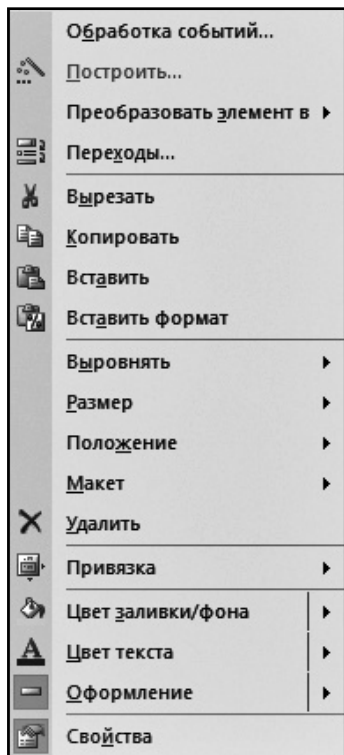 Обработка событий...
Построить...
Преобразовать элемент в
Переходы...
Вырезать
Копировать
Вставить
Вставить формат
Выровнять
Размер
Положение
Макет
Удалить
Привязка
Цвет заливки/фона
Цвет текста
Оформление
Свойства